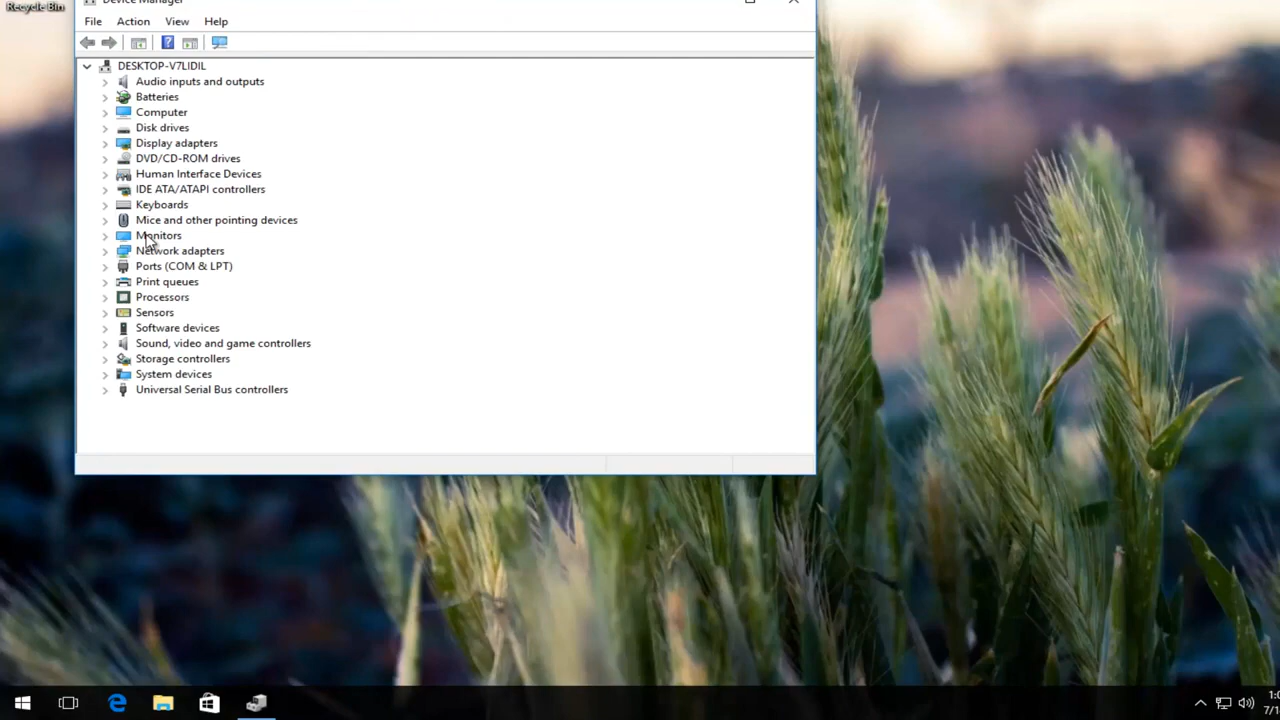 Recycle Bin
Device Manager
File Action View Help
DESKTOP-V7LIDIL
Audio inputs and outputs
Batteries
Computer
Disk drives
Display adapters
DVD/CD-ROM drives
Human Interface Devices
IDE ATA/ATAPI controllers
Keyboards
Mice and other pointing devices
Monitors
Network adapters
Ports (COM & LPT)
Print queues
Processors
Sensors
Software devices
Sound, video and game controllers
Storage controllers
System devices
Universal Serial Bus controllers